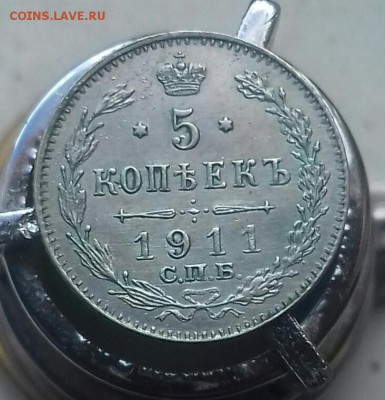 COINS.LAVE.RU
* 5 *
КОПѢЕКЪ
1911
С.П.Б.